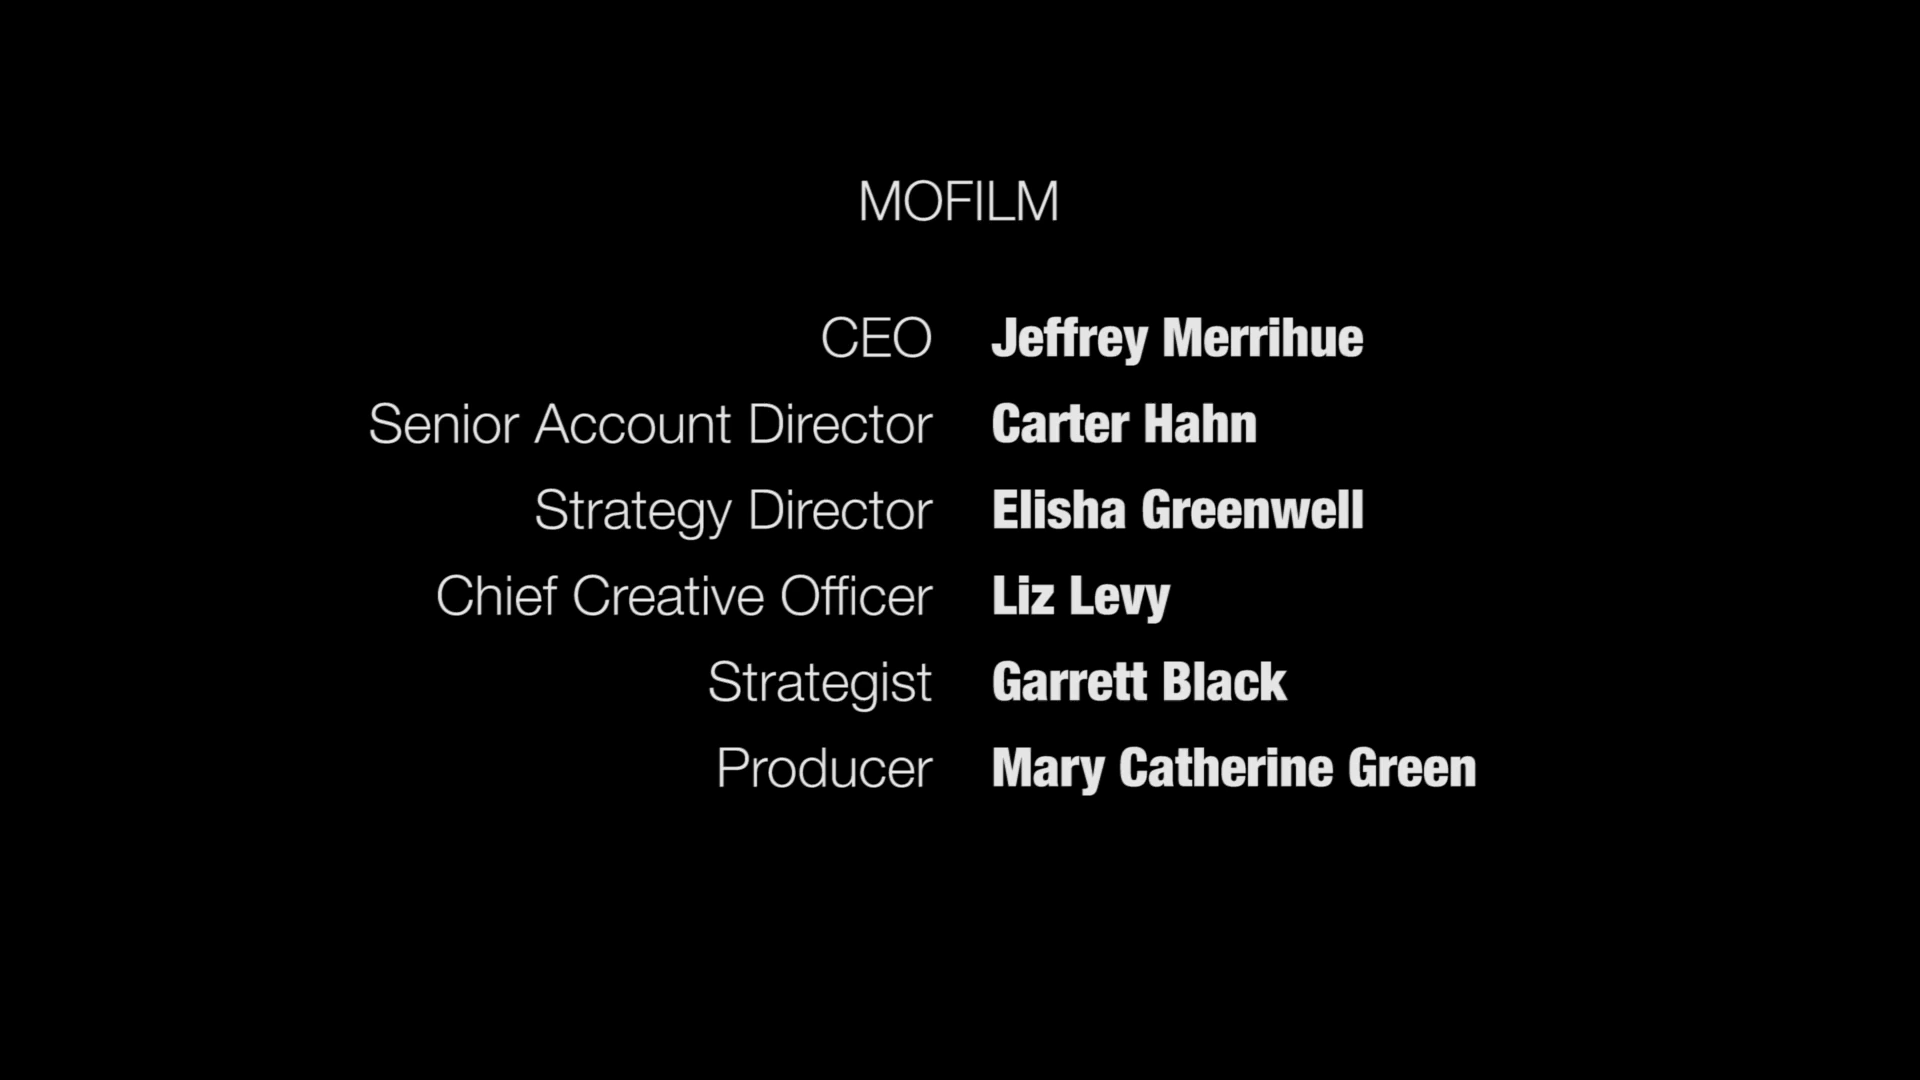 MOFILM
CEO Jeffrey Merrihue
Senior Account Director Carter Hahn
Strategy Director Elisha Greenwell
Chief Creative Officer Liz Levy
Strategist Garrett Black
Producer Mary Catherine Green